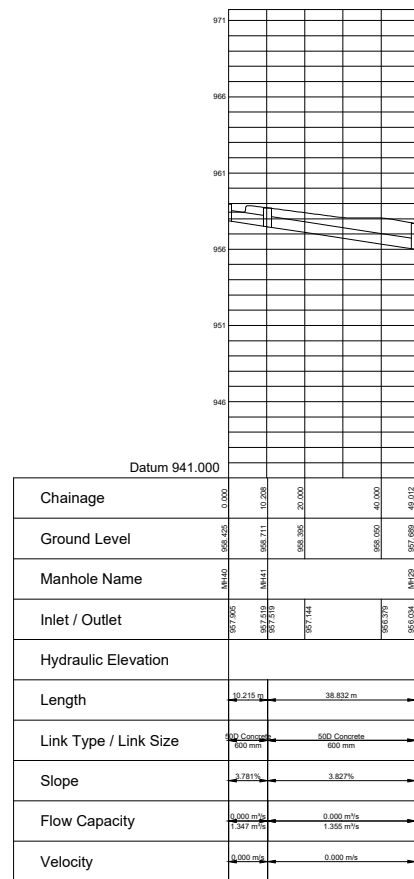 971
966
961
956
951
946
Datum 941.000
Chainage 0.000 10.208 20.000 40.000 49.012
Ground Level 958.425 958.711 958.395 958.050 957.689
Manhole Name MH40 MH41 MH29
Inlet / Outlet 957.905 957.519 957.519 957.144 956.379 956.034
Hydraulic Elevation
Length 10.215 m 38.832 m
Link Type / Link Size 50D Concrete 50D Concrete
600 mm 600 mm
Slope 3.781% 3.827%
Flow Capacity 0.000 m³/s 0.000 m³/s
1.347 m³/s 1.355 m³/s
Velocity 0.000 m/s 0.000 m/s